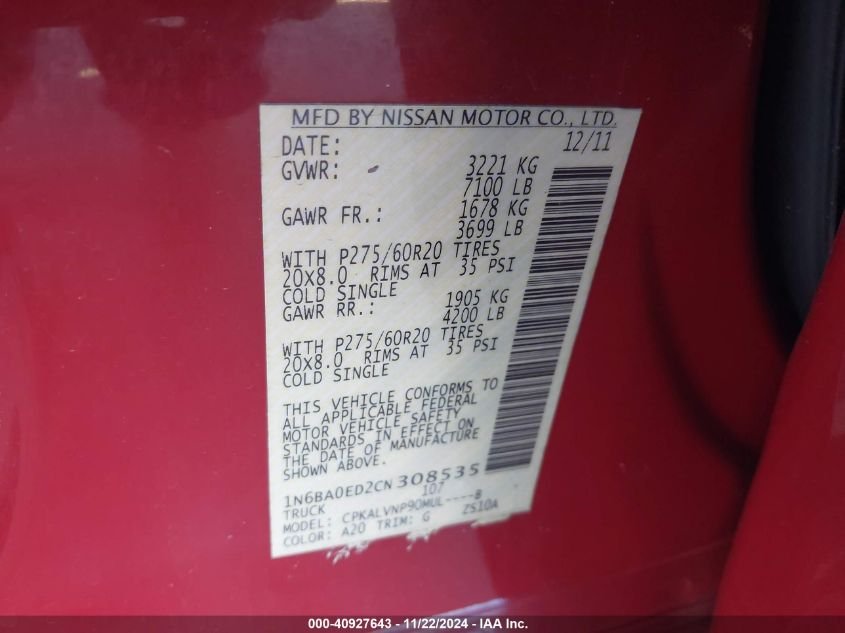 MFD BY NISSAN MOTOR CO., LTD.
DATE: 12/11
GVWR: 3221 KG
7100 LB
GAWR FR.: 1678 KG
3699 LB
WITH P275/60R20 TIRES
20X8.0 RIMS AT 35 PSI
COLD SINGLE
GAWR RR.: 1905 KG
4200 LB
WITH P275/60R20 TIRES
20X8.0 RIMS AT 35 PSI
COLD SINGLE
THIS VEHICLE CONFORMS TO
ALL APPLICABLE FEDERAL
MOTOR VEHICLE SAFETY
STANDARDS IN EFFECT ON
THE DATE OF MANUFACTURE
SHOWN ABOVE.
1N6BA0ED2CN308535
TRUCK 107
MODEL: CPKALVNP90MUL----B
COLOR: A20 TRIM: G ZS10A
000-40927643 - 11/22/2024 - IAA Inc.